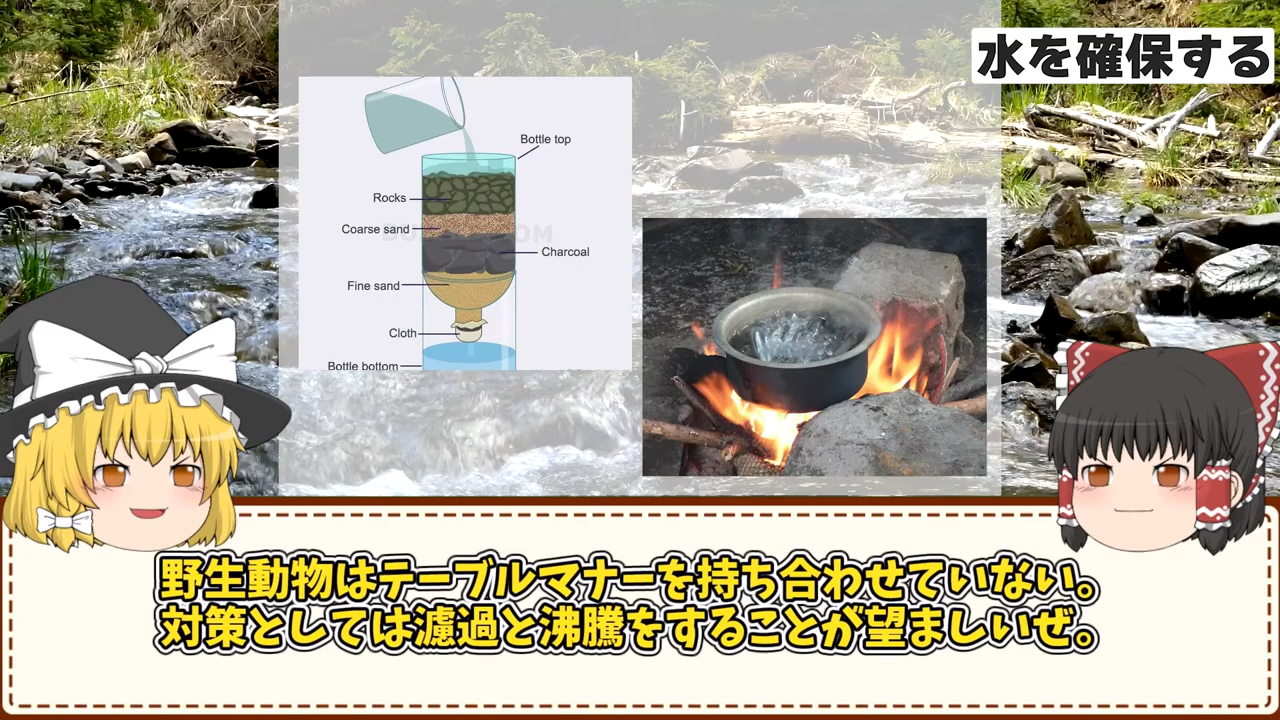 水を確保する
Bottle top
Rocks
Coarse sand
Charcoal
Fine sand
Cloth
Bottle bottom
野生動物はテーブルマナーを持ち合わせていない。
対策としては濾過と沸騰をすることが望ましいぜ。